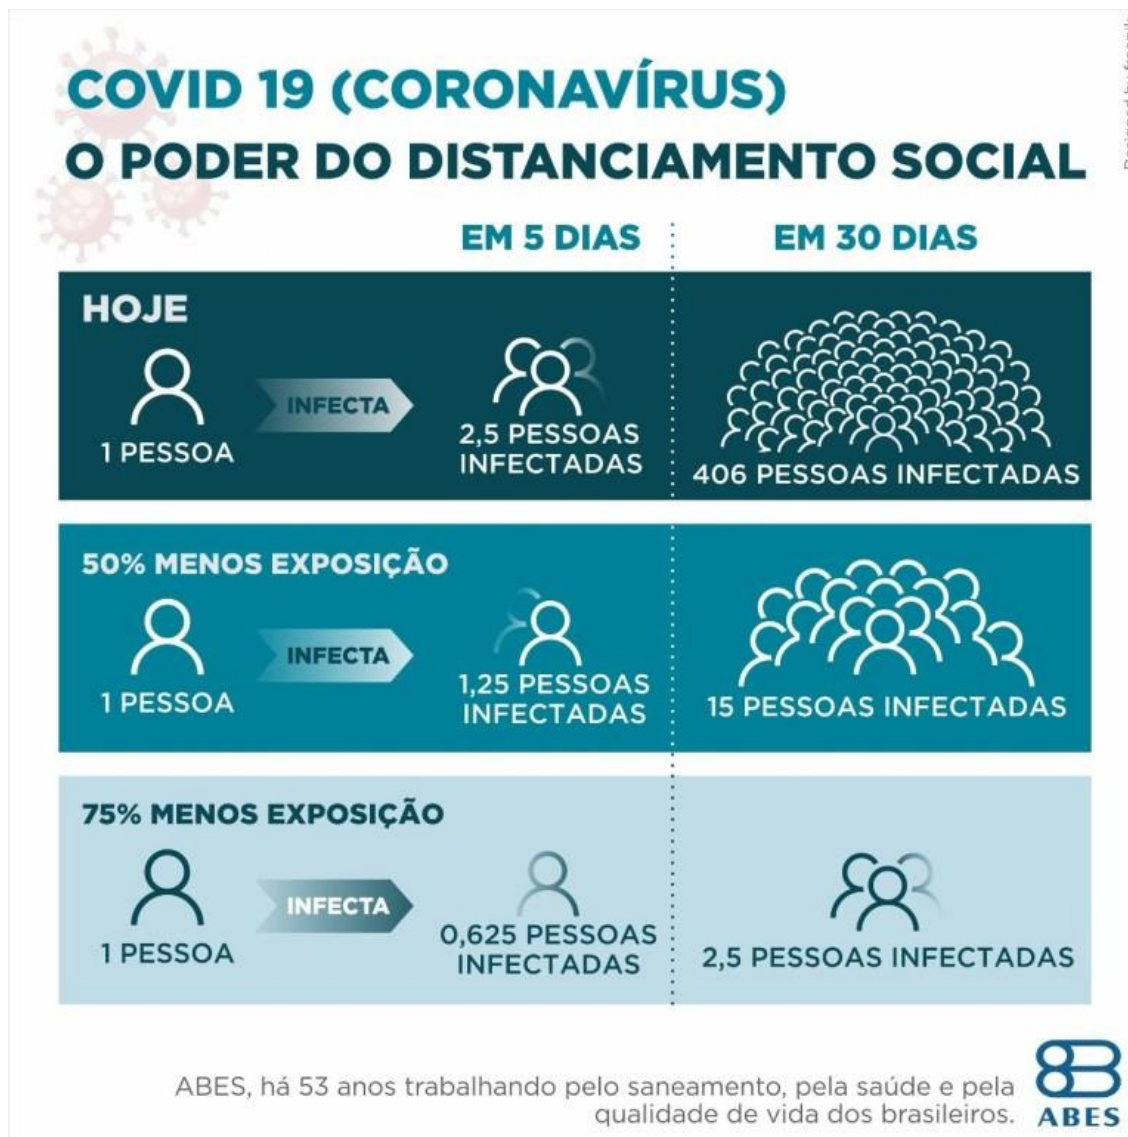 COVID 19 (CORONAVÍRUS)
O PODER DO DISTANCIAMENTO SOCIAL
EM 5 DIAS
EM 30 DIAS
HOJE
1 PESSOA
INFECTA
2,5 PESSOAS
INFECTADAS
406 PESSOAS INFECTADAS
50% MENOS EXPOSIÇÃO
1 PESSOA
INFECTA
1,25 PESSOAS
INFECTADAS
15 PESSOAS INFECTADAS
75% MENOS EXPOSIÇÃO
1 PESSOA
INFECTA
0,625 PESSOAS
INFECTADAS
2,5 PESSOAS INFECTADAS
ABES, há 53 anos trabalhando pelo saneamento, pela saúde e pela
qualidade de vida dos brasileiros.
ABES